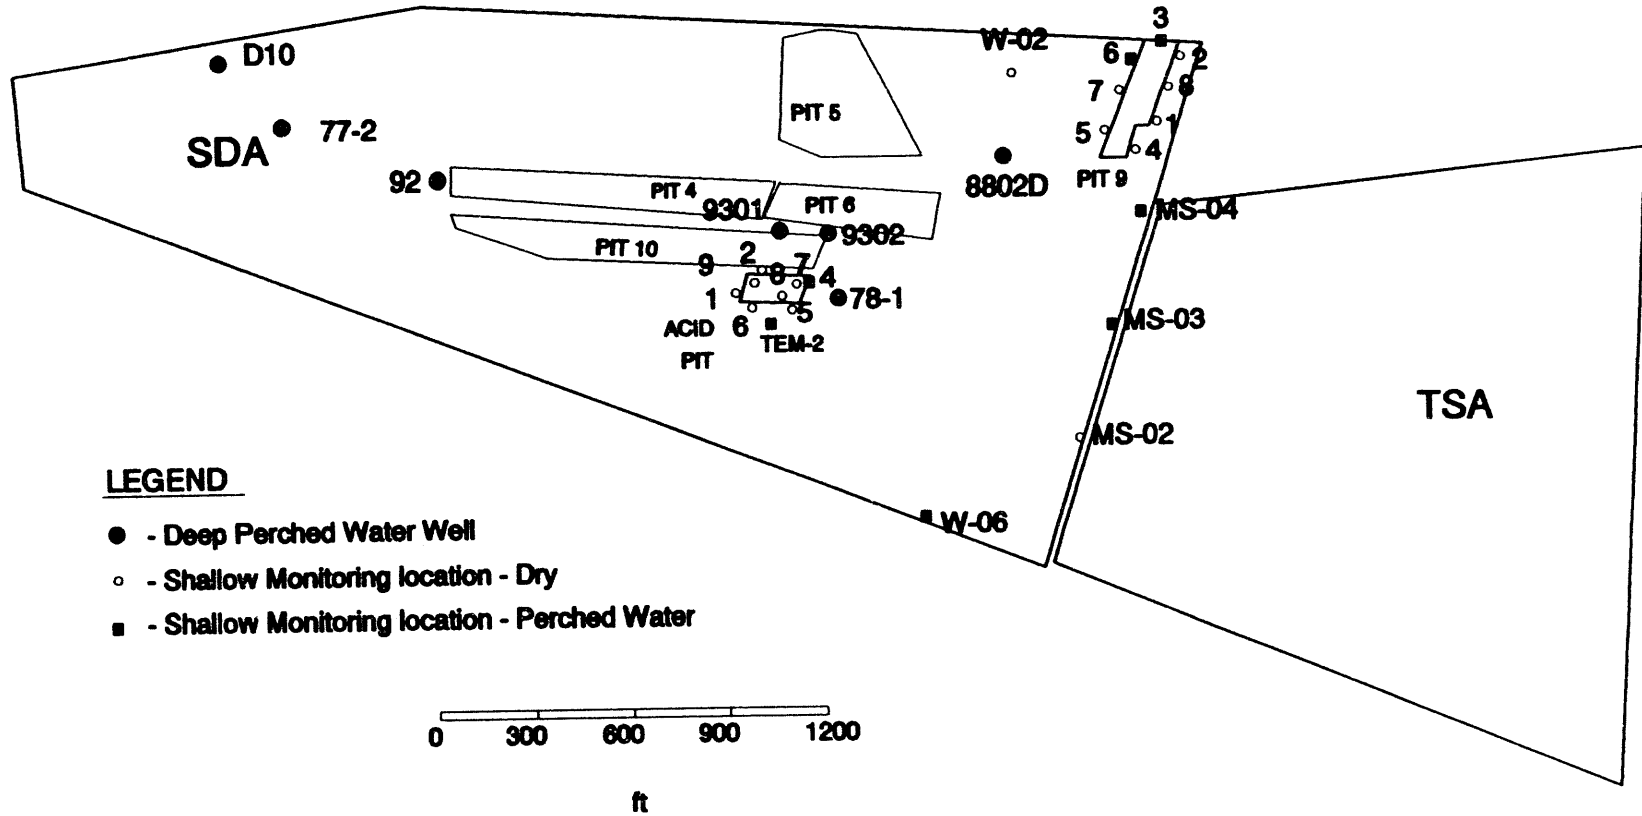 3
W-02
6
2
D10
7
8
PIT 5
5
1
77-2
SDA
4
92
PIT 4
8802D
PIT 9
9301
PIT 6
MS-04
9302
PIT 10
2
9
8
7
4
1
78-1
5
ACID
6
TEM-2
PIT
MS-03
TSA
MS-02
LEGEND
W-06
- Deep Perched Water Well
- Shallow Monitoring location - Dry
- Shallow Monitoring location - Perched Water
0 300 600 900 1200
ft